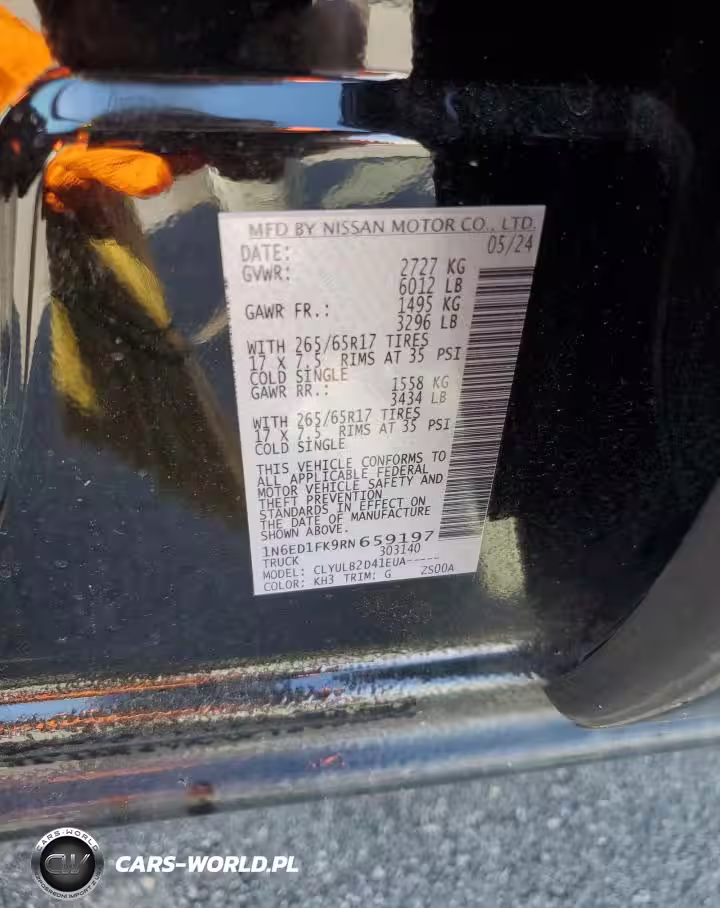 MFD BY NISSAN MOTOR CO., LTD.
DATE: 05/24
GVWR: 2727 KG
6012 LB
GAWR FR.: 1495 KG
3296 LB
WITH 265/65R17 TIRES
17 X 7.5 RIMS AT 35 PSI
COLD SINGLE
GAWR RR.: 1558 KG
3434 LB
WITH 265/65R17 TIRES
17 X 7.5 RIMS AT 35 PSI
COLD SINGLE
THIS VEHICLE CONFORMS TO
ALL APPLICABLE FEDERAL
MOTOR VEHICLE SAFETY AND
THEFT PREVENTION
STANDARDS IN EFFECT ON
THE DATE OF MANUFACTURE
SHOWN ABOVE.
1N6ED1FK9RN659197
TRUCK 303140
MODEL: CLYULB2D41EUA-----
COLOR: KH3 TRIM: G ZS00A
CARS-WORLD
CW
CARS-WORLD.PL